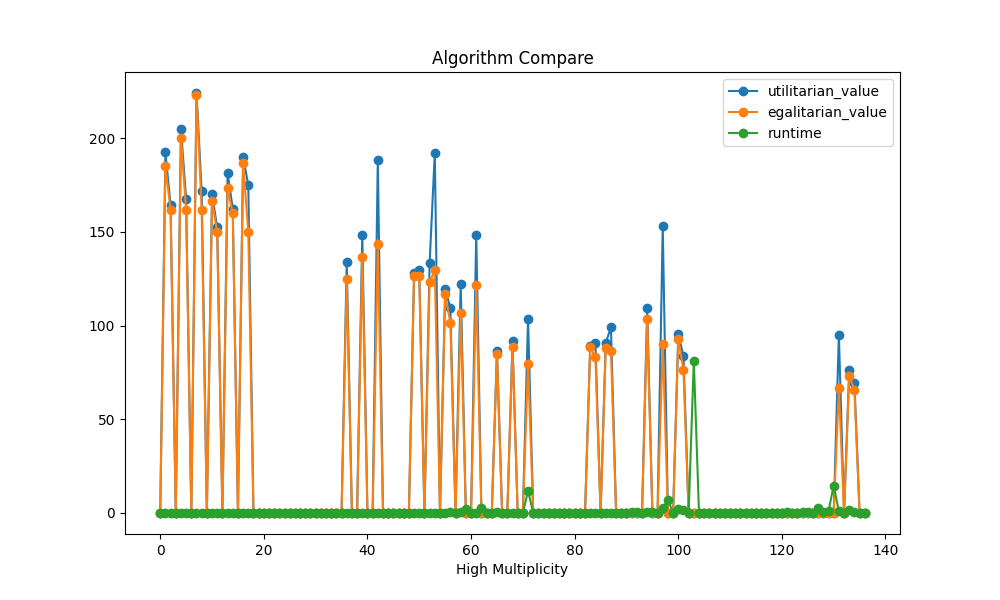 Algorithm Compare
utilitarian_value
egalitarian_value
runtime
200
150
100
50
0
0 20 40 60 80 100 120 140
High Multiplicity